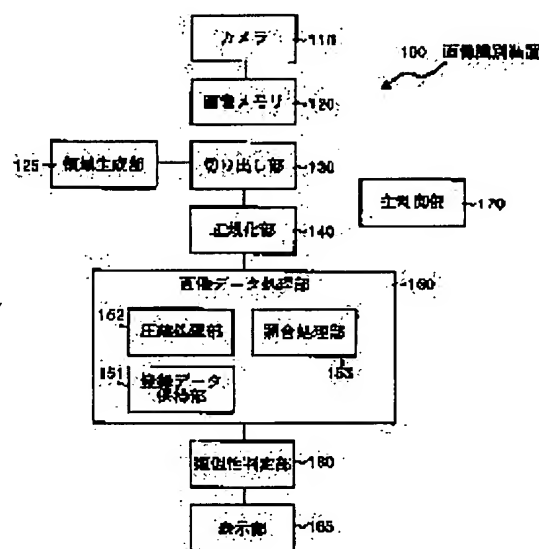 カメラ 110
100 画像識別装置
画像メモリ 120
125 領域生成部
切り出し部 130
主制御部 170
正規化部 140
画像データ処理部
152 圧縮処理部
照合処理部 153
151 登録データ
保持部
類似性判定部 160
表示部 165